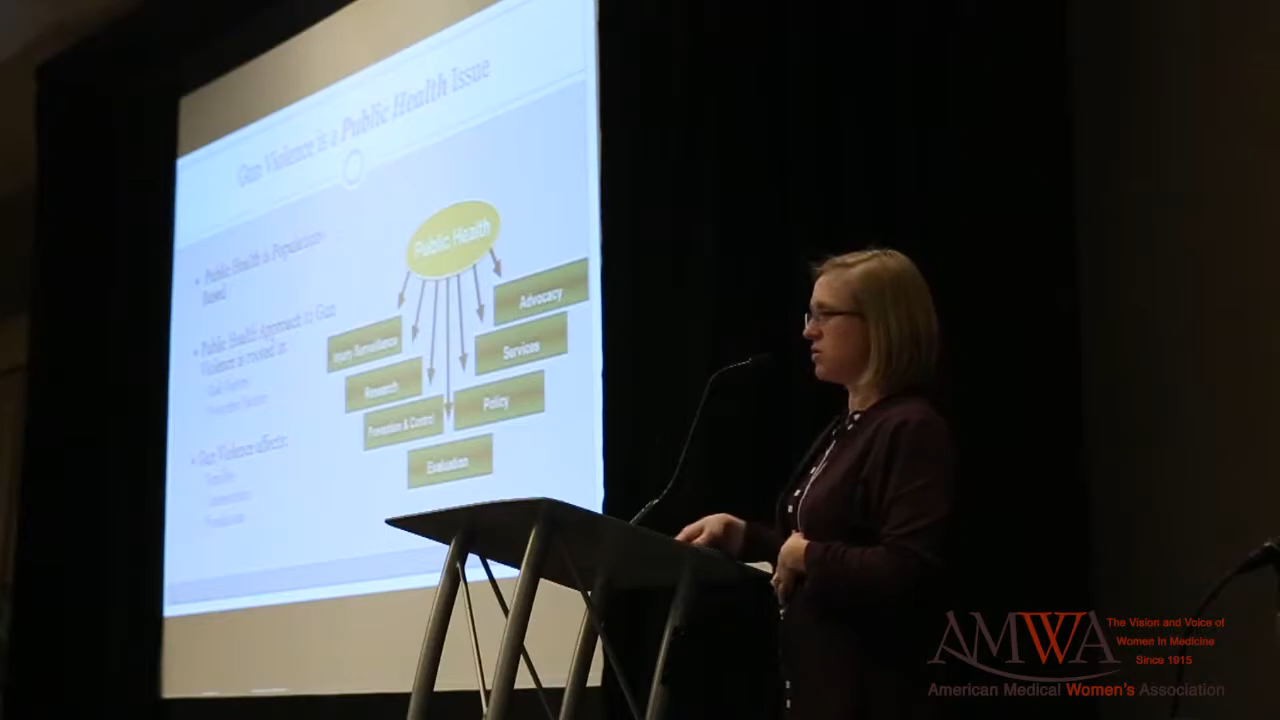 Gun Violence is a Public Health Issue
• Public Health is Population-
Based
• Public Health Approach to Gun
Violence is rooted in:
• Gun Violence affects:
Public Health
Advocacy
Services
Policy
Injury Surveillance
Research
Prevention & Control
Evaluation
AMWA
The Vision and Voice of
Women In Medicine
Since 1915
American Medical Women's Association